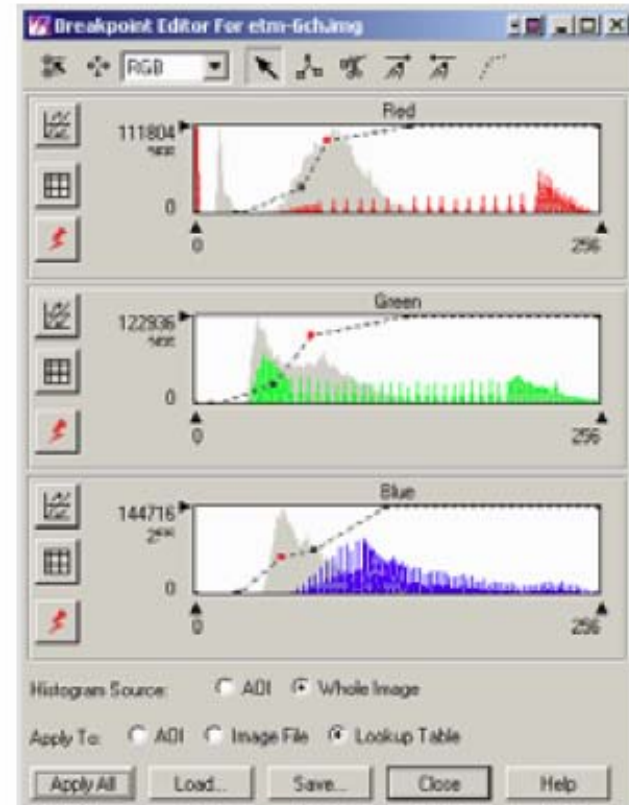 Breakpoint Editor For etm-6ch.img
RGB
Red
111804
0
0 256
Green
122936
0
0 256
Blue
144716
0
0 256
Histogram Source: AOI Whole Image
Apply To: AOI Image File Lookup Table
Apply All Load... Save... Close Help